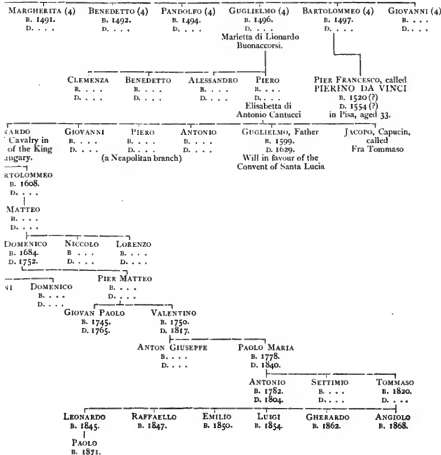 MARGHERITA (4) BENEDETTO (4) PANDOLFO (4) GUGLIELMO (4) BARTOLOMMEO (4) GIOVANNI (4)
B. 1491. B. 1492. B. 1494. B. 1496. B. 1497. B. . . .
D. . . . D. . . . D. . . . Marietta di Lionardo Buonaccorsi. D. . . .
CLEMENZA BENEDETTO ALESSANDRO PIERO PIER FRANCESCO, called
B. . . . B. . . . B. . . . B. . . . PIERINO DA VINCI
D. . . . D. . . . D. . . . D. . . . B. 1520 (?)
Elisabetta di D. 1554 (?)
Antonio Cantucci in Pisa, aged 33.
NARDO GIOVANNI PIERO ANTONIO GUGLIELMO, Father JACOPO, Capucin,
Cavalry in B. . . . B. . . . B. . . . B. 1599. called
of the King D. . . . D. . . . D. . . . D. 1629. Fra Tommaso
ungary. (a Neapolitan branch) Will in favour of the
Convent of Santa Lucia
RTOLOMMEO
B. 1608.
D. . . .
MATTEO
B. . . .
D. . . .
DOMENICO NICCOLO LORENZO
B. 1684. B . . . B. . . .
D. 1752. D. . . . D. . . .
NI DOMENICO PIER MATTEO
B. . . . B. . . .
D. . . . D. . . .
GIOVAN PAOLO VALENTINO
B. 1745. B. 1750.
D. 1765. D. 1817.
ANTON GIUSEPPE PAOLO MARIA
B. . . . B. 1778.
D. . . . D. 1840.
ANTONIO SETTIMIO TOMMASO
B. 1782. B. . . . B. 1820.
D. 1804. D. . . . D. . . .
LEONARDO RAFFAELLO EMILIO LUIGI GHERARDO ANGIOLO
B. 1845. B. 1847. B. 1850. B. 1854. B. 1862. B. 1868.
PAOLO
B. 1871.